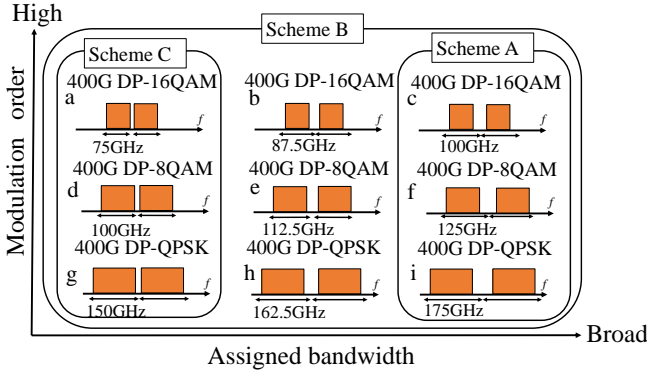 High
Scheme B
Scheme C
Scheme A
400G DP-16QAM 400G DP-16QAM 400G DP-16QAM
a b c
f f f
75GHz 87.5GHz 100GHz
400G DP-8QAM 400G DP-8QAM 400G DP-8QAM
d e f
f f f
100GHz 112.5GHz 125GHz
400G DP-QPSK 400G DP-QPSK 400G DP-QPSK
g h i
f f f
150GHz 162.5GHz 175GHz
Modulation order
Broad
Assigned bandwidth